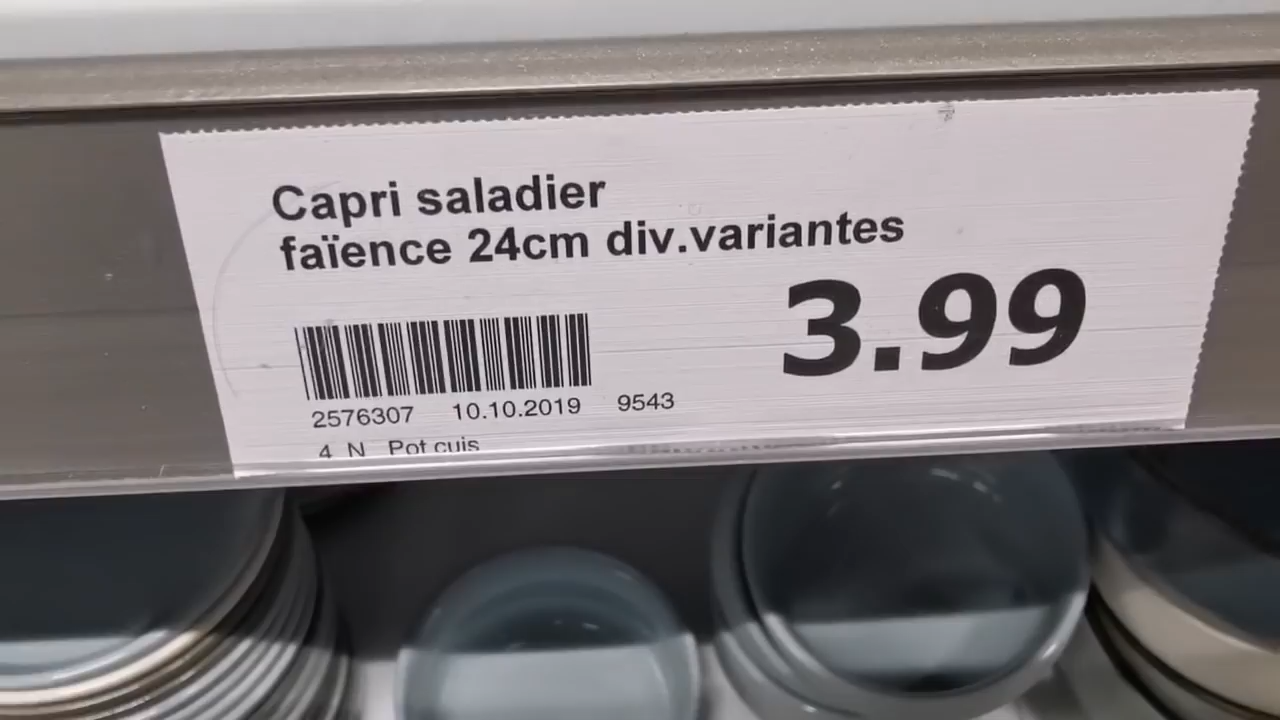 Capri saladier
faïence 24cm div.variantes
3.99
2576307 10.10.2019 9543
4 N Pot cuis